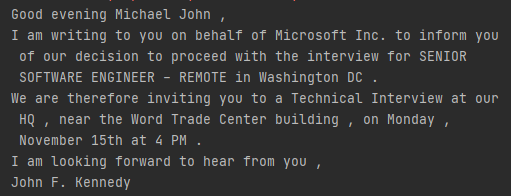 Good evening Michael John ,
I am writing to you on behalf of Microsoft Inc. to inform you
of our decision to proceed with the interview for SENIOR
SOFTWARE ENGINEER - REMOTE in Washington DC .
We are therefore inviting you to a Technical Interview at our
HQ , near the Word Trade Center building , on Monday ,
November 15th at 4 PM .
I am looking forward to hear from you ,
John F. Kennedy